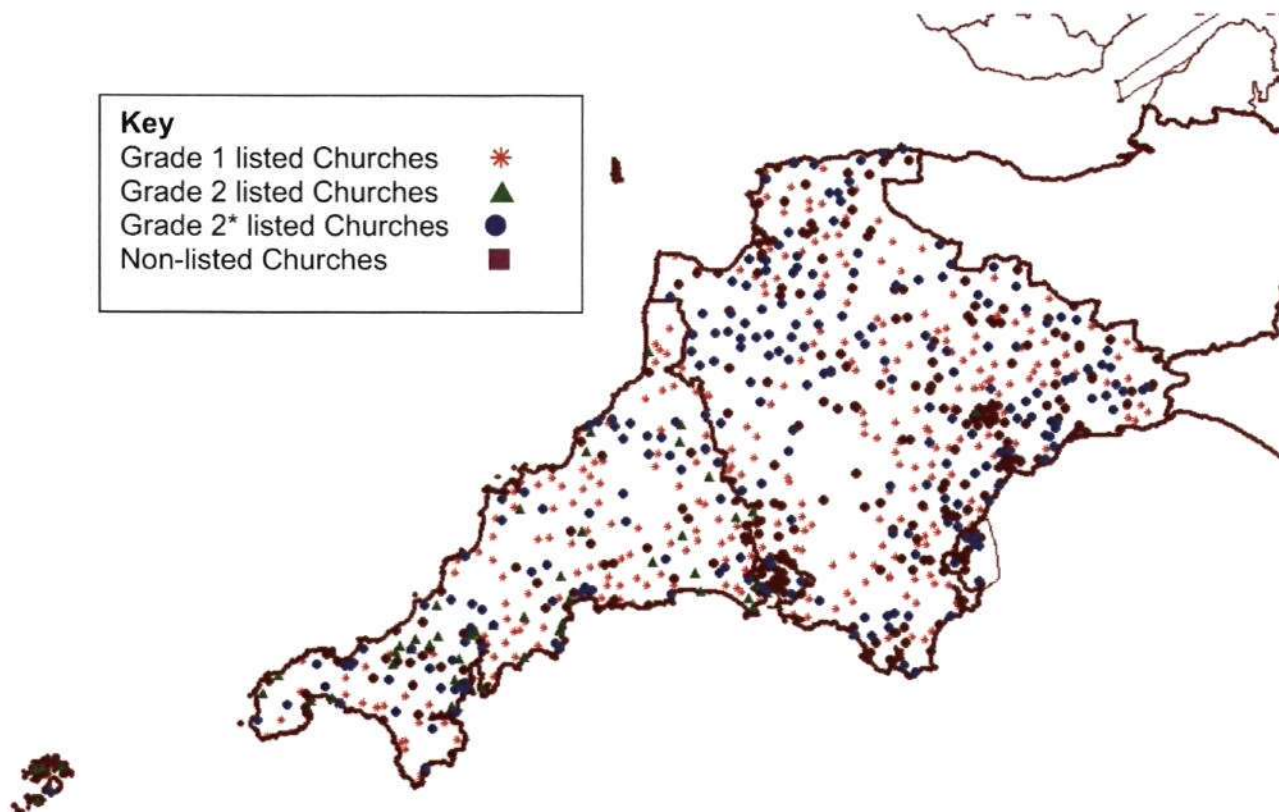 Key
Grade 1 listed Churches
Grade 2 listed Churches
Grade 2* listed Churches
Non-listed Churches